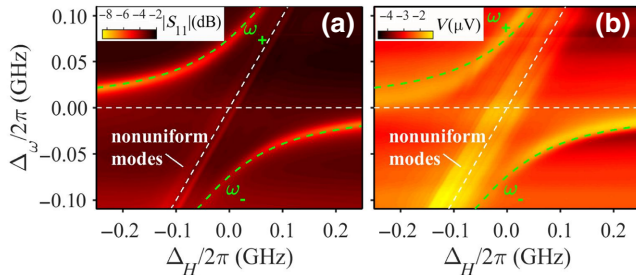 -8 -6 -4 -2 |S11|(dB) (a)
-4 -3 -2 V(μV) (b)
ω+
ω+
0.10
0.05
0.00
-0.05
-0.10
Δω/2π (GHz)
nonuniform
modes
nonuniform
modes
ω-
ω-
-0.2 -0.1 0.0 0.1 0.2
-0.2 -0.1 0.0 0.1 0.2
ΔH/2π (GHz)
ΔH/2π (GHz)